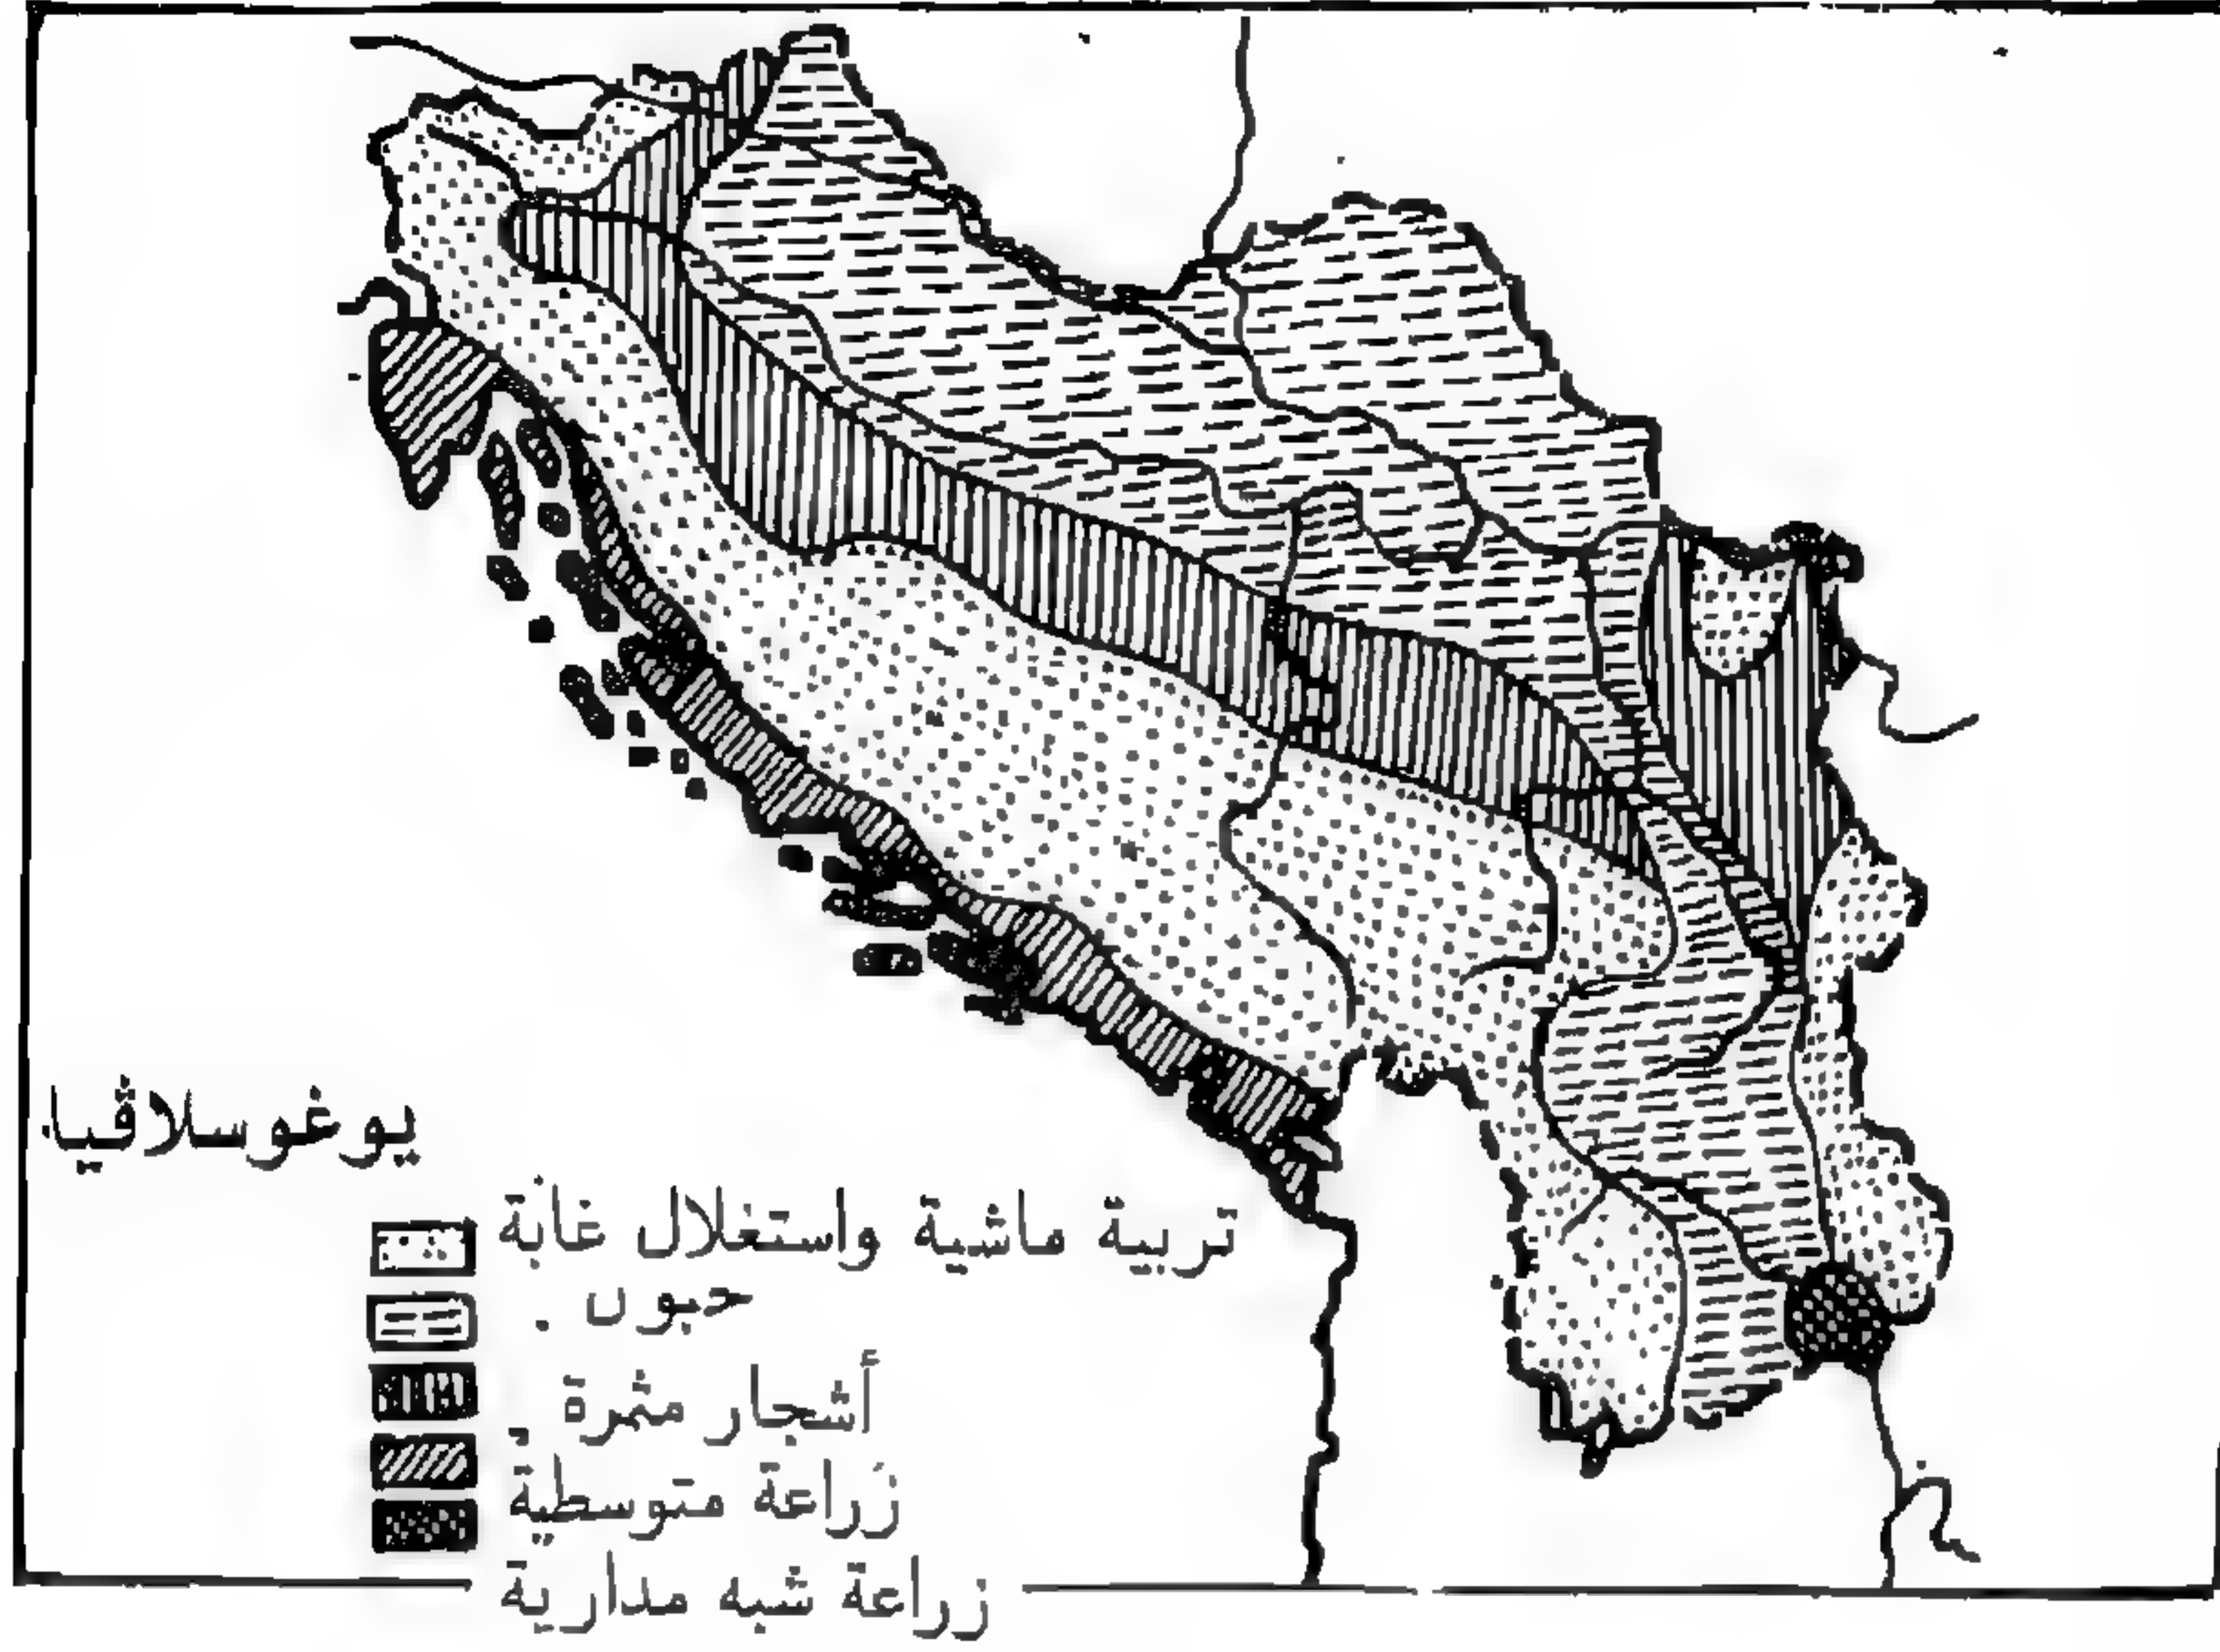 يوغوسلاڤيا
تربية ماشية واستغلال غابة
حبوب
أشجار مثمرة
زراعة متوسطية
زراعة شبه مدارية